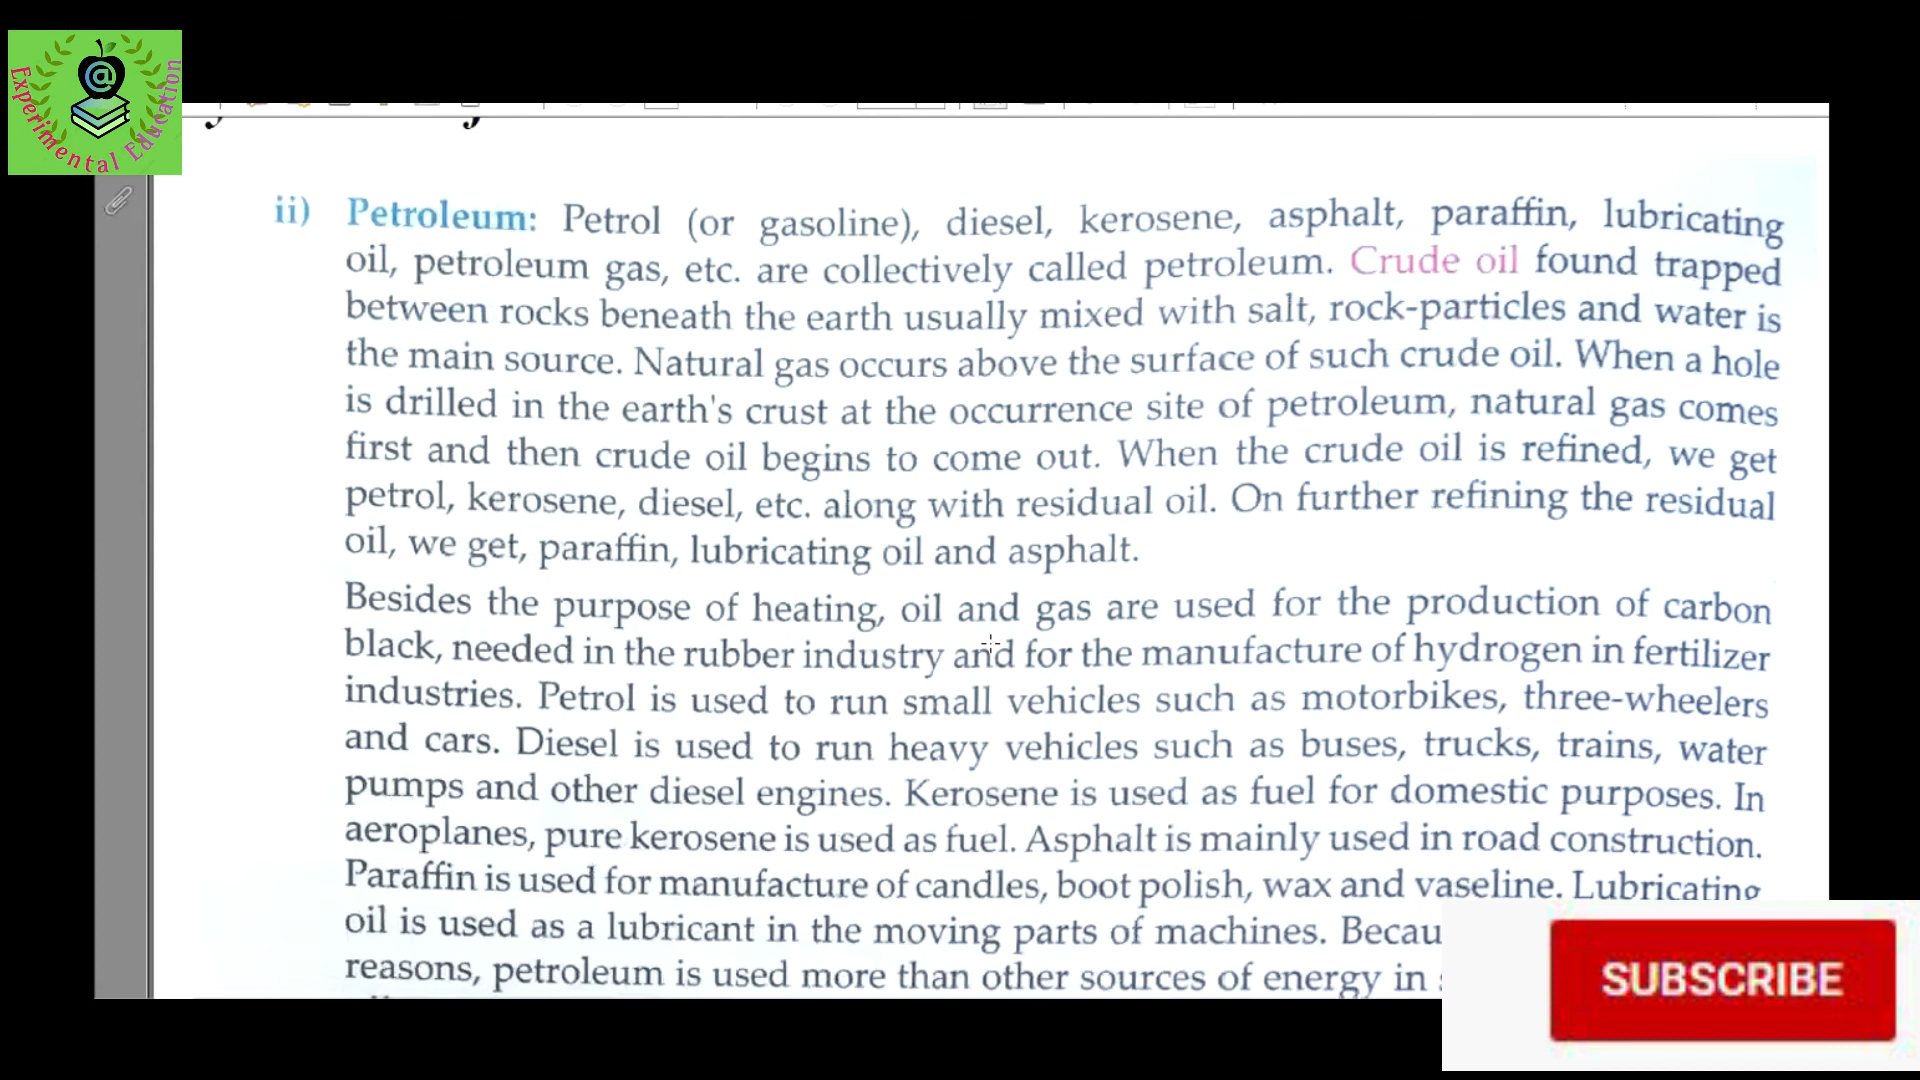 Experimental Education
@
ii) Petroleum: Petrol (or gasoline), diesel, kerosene, asphalt, paraffin, lubricating
oil, petroleum gas, etc. are collectively called petroleum. Crude oil found trapped
between rocks beneath the earth usually mixed with salt, rock-particles and water is
the main source. Natural gas occurs above the surface of such crude oil. When a hole
is drilled in the earth's crust at the occurrence site of petroleum, natural gas comes
first and then crude oil begins to come out. When the crude oil is refined, we get
petrol, kerosene, diesel, etc. along with residual oil. On further refining the residual
oil, we get, paraffin, lubricating oil and asphalt.
Besides the purpose of heating, oil and gas are used for the production of carbon
black, needed in the rubber industry and for the manufacture of hydrogen in fertilizer
industries. Petrol is used to run small vehicles such as motorbikes, three-wheelers
and cars. Diesel is used to run heavy vehicles such as buses, trucks, trains, water
pumps and other diesel engines. Kerosene is used as fuel for domestic purposes. In
aeroplanes, pure kerosene is used as fuel. Asphalt is mainly used in road construction.
Paraffin is used for manufacture of candles, boot polish, wax and vaseline. Lubricating
oil is used as a lubricant in the moving parts of machines. Becau
reasons, petroleum is used more than other sources of energy in
SUBSCRIBE